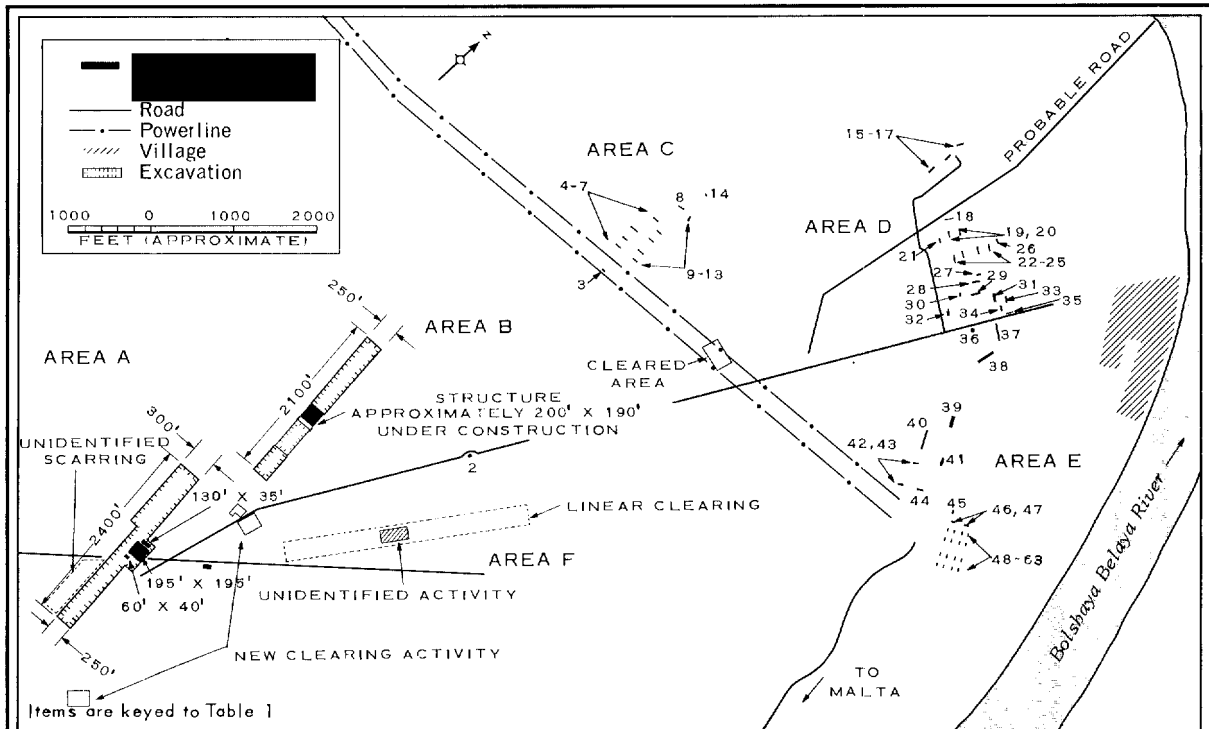 Road
Powerline
Village
Excavation
1000 0 1000 2000
FEET (APPROXIMATE)
N
PROBABLE ROAD
15-17
AREA C
4-7
8
14
AREA D
18
19, 20
21
26
22-25
9-13
3
27
29
28
31
33
30
32
34
35
36
37
38
250'
AREA B
AREA A
2100'
CLEARED
AREA
STRUCTURE
APPROXIMATELY 200' X 190'
UNDER CONSTRUCTION
300'
UNIDENTIFIED
SCARRING
39
40
42, 43
41
AREA E
2
130' X 35'
2400'
LINEAR CLEARING
44
45
46, 47
48-63
AREA F
195' X 195'
60' X 40'
UNIDENTIFIED ACTIVITY
250'
NEW CLEARING ACTIVITY
TO
MALTA
Bolshaya Belaya River
Items are keyed to Table 1